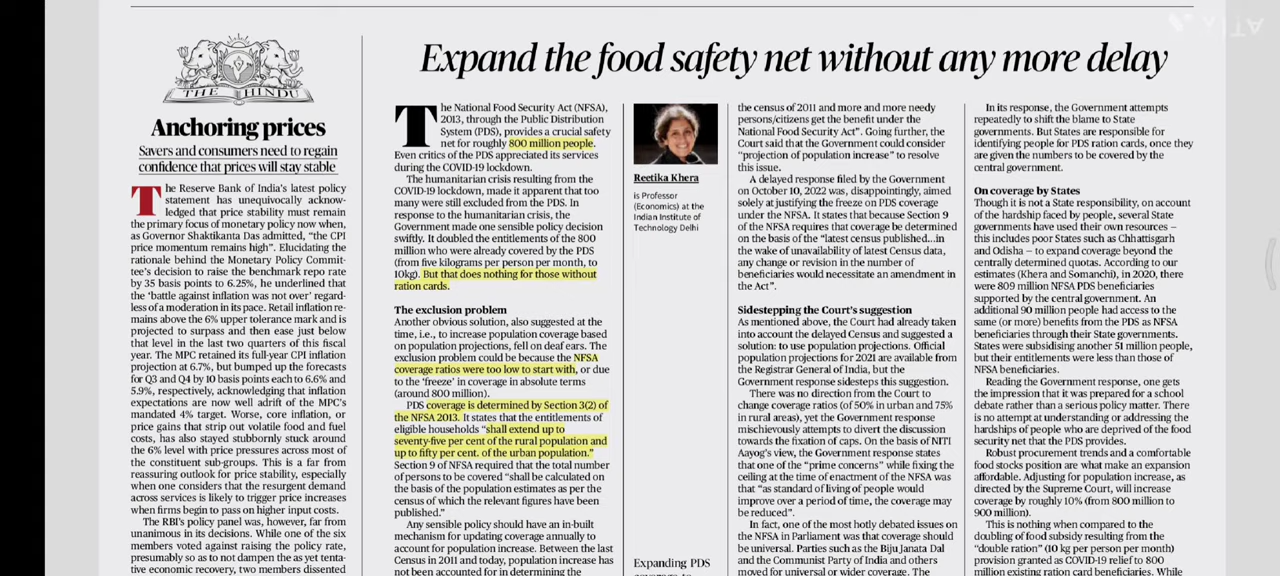 THE HINDU
Anchoring prices
Savers and consumers need to regain
confidence that prices will stay stable
The Reserve Bank of India's latest policy
statement has unequivocally acknow-
ledged that price stability must remain
the primary focus of monetary policy now when,
as Governor Shaktikanta Das admitted, "the CPI
price momentum remains high". Elucidating the
rationale behind the Monetary Policy Commit-
tee's decision to raise the benchmark repo rate
by 35 basis points to 6.25%, he underlined that
the 'battle against inflation was not over' regard-
less of a moderation in its pace. Retail inflation re-
mains above the 6% upper tolerance mark and is
projected to surpass and then ease just below
that level in the last two quarters of this fiscal
year. The MPC retained its full-year CPI inflation
projection at 6.7%, but bumped up the forecasts
for Q3 and Q4 by 10 basis points each to 6.6% and
5.9%, respectively, acknowledging that inflation
expectations are now well adrift of the MPC's
mandated 4% target. Worse, core inflation, or
price gains that strip out volatile food and fuel
costs, has also stayed stubbornly stuck around
the 6% level with price pressures across most of
the constituent sub-groups. This is a far from
reassuring outlook for price stability, especially
when one considers that the resurgent demand
across services is likely to trigger price increases
when firms begin to pass on higher input costs.
The RBI's policy panel was, however, far from
unanimous in its decisions. While one of the six
members voted against raising the policy rate,
presumably so as to not dampen the as yet tenta-
tive economic recovery, two members dissented
Expand the food safety net without any more delay
The National Food Security Act (NFSA),
2013, through the Public Distribution
System (PDS), provides a crucial safety
net for roughly 800 million people.
Even critics of the PDS appreciated its services
during the COVID-19 lockdown.
The humanitarian crisis resulting from the
COVID-19 lockdown, made it apparent that too
many were still excluded from the PDS. In
response to the humanitarian crisis, the
Government made one sensible policy decision
swiftly. It doubled the entitlements of the 800
million who were already covered by the PDS
(from five kilograms per person per month, to
10kg). But that does nothing for those without
ration cards.
The exclusion problem
Another obvious solution, also suggested at the
time, i.e., to increase population coverage based
on population projections, fell on deaf ears. The
exclusion problem could be because the NFSA
coverage ratios were too low to start with, or due
to the 'freeze' in coverage in absolute terms
(around 800 million).
PDS coverage is determined by Section 3(2) of
the NFSA 2013. It states that the entitlements of
eligible households "shall extend up to
seventy-five per cent of the rural population and
up to fifty per cent. of the urban population."
Section 9 of NFSA required that the total number
of persons to be covered "shall be calculated on
the basis of the population estimates as per the
census of which the relevant figures have been
published."
Any sensible policy should have an in-built
mechanism for updating coverage annually to
account for population increase. Between the last
Census in 2011 and today, population increase has
not been accounted for in determining the
Reetika Khera
is Professor
(Economics) at the
Indian Institute of
Technology Delhi
Expanding PDS
the census of 2011 and more and more needy
persons/citizens get the benefit under the
National Food Security Act". Going further, the
Court said that the Government could consider
"projection of population increase" to resolve
this issue.
A delayed response filed by the Government
on October 10, 2022 was, disappointingly, aimed
solely at justifying the freeze on PDS coverage
under the NFSA. It states that because Section 9
of the NFSA requires that coverage be determined
on the basis of the "latest census published...in
the wake of unavailability of latest Census data,
any change or revision in the number of
beneficiaries would necessitate an amendment in
the Act".
Sidestepping the Court's suggestion
As mentioned above, the Court had already taken
into account the delayed Census and suggested a
solution: to use population projections. Official
population projections for 2021 are available from
the Registrar General of India, but the
Government response sidesteps this suggestion.
There was no direction from the Court to
change coverage ratios (of 50% in urban and 75%
in rural areas), yet the Government response
mischievously attempts to divert the discussion
towards the fixation of caps. On the basis of NITI
Aayog's view, the Government response states
that one of the "prime concerns" while fixing the
ceiling at the time of enactment of the NFSA was
that "as standard of living of people would
improve over a period of time, the coverage may
be reduced".
In fact, one of the most hotly debated issues on
the NFSA in Parliament was that coverage should
be universal. Parties such as the Biju Janata Dal
and the Communist Party of India and others
moved for universal or wider coverage. The
In its response, the Government attempts
repeatedly to shift the blame to State
governments. But States are responsible for
identifying people for PDS ration cards, once they
are given the numbers to be covered by the
central government.
On coverage by States
Though it is not a State responsibility, on account
of the hardship faced by people, several State
governments have used their own resources –
this includes poor States such as Chhattisgarh
and Odisha – to expand coverage beyond the
centrally determined quotas. According to our
estimates (Khera and Somanchi), in 2020, there
were 809 million NFSA PDS beneficiaries
supported by the central government. An
additional 90 million people had access to the
same (or more) benefits from the PDS as NFSA
beneficiaries through their State governments.
States were subsidising another 51 million people,
but their entitlements were less than those of
NFSA beneficiaries.
Reading the Government response, one gets
the impression that it was prepared for a school
debate rather than a serious policy matter. There
is no attempt at understanding or addressing the
hardships of people who are deprived of the food
security net that the PDS provides.
Robust procurement trends and a comfortable
food stocks position are what make an expansion
affordable. Adjusting for population increase, as
directed by the Supreme Court, will increase
coverage by roughly 10% (from 800 million to
900 million).
This is nothing when compared to the
doubling of food subsidy resulting from the
"double ration" (10 kg per person per month)
provision granted as COVID-19 relief to 800
million existing ration card beneficiaries. While